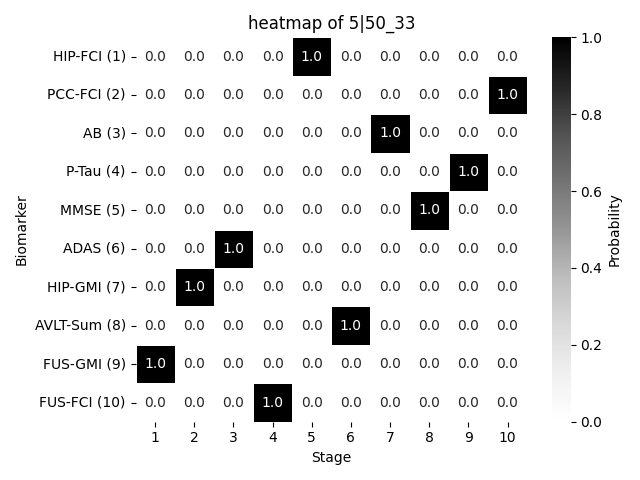 heatmap of 5|50_33
HIP-FCI (1) 0.0 0.0 0.0 0.0 1.0 0.0 0.0 0.0 0.0 0.0
PCC-FCI (2) 0.0 0.0 0.0 0.0 0.0 0.0 0.0 0.0 0.0 1.0
AB (3) 0.0 0.0 0.0 0.0 0.0 0.0 1.0 0.0 0.0 0.0
P-Tau (4) 0.0 0.0 0.0 0.0 0.0 0.0 0.0 0.0 1.0 0.0
MMSE (5) 0.0 0.0 0.0 0.0 0.0 0.0 0.0 1.0 0.0 0.0
ADAS (6) 0.0 0.0 1.0 0.0 0.0 0.0 0.0 0.0 0.0 0.0
HIP-GMI (7) 0.0 1.0 0.0 0.0 0.0 0.0 0.0 0.0 0.0 0.0
AVLT-Sum (8) 0.0 0.0 0.0 0.0 0.0 1.0 0.0 0.0 0.0 0.0
FUS-GMI (9) 1.0 0.0 0.0 0.0 0.0 0.0 0.0 0.0 0.0 0.0
FUS-FCI (10) 0.0 0.0 0.0 1.0 0.0 0.0 0.0 0.0 0.0 0.0
1 2 3 4 5 6 7 8 9 10
Stage
Biomarker
1.0
0.8
0.6
0.4
0.2
0.0
Probability